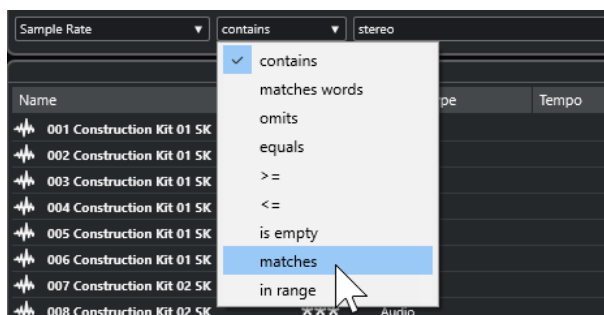 Sample Rate contains stereo
contains
matches words
omits
equals
>=
<=
is empty
matches
in range
Name pe Tempo
001 Construction Kit 01 SK
002 Construction Kit 01 SK
003 Construction Kit 01 SK
004 Construction Kit 01 SK
005 Construction Kit 01 SK
006 Construction Kit 01 SK
007 Construction Kit 02 SK
008 Construction Kit 02 SK Audio